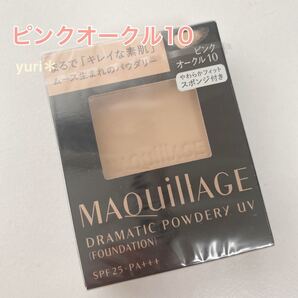 ピンクオークル10
yuri＊
まるで「キレイな素肌」
ムース生まれのパウダリー
ピンク
オークル10
やわらかフィット
スポンジ付き
MAQuillAGE
MAQuillAGE
DRAMATIC POWDERY UV
(FOUNDATION)
SPF25・PA+++